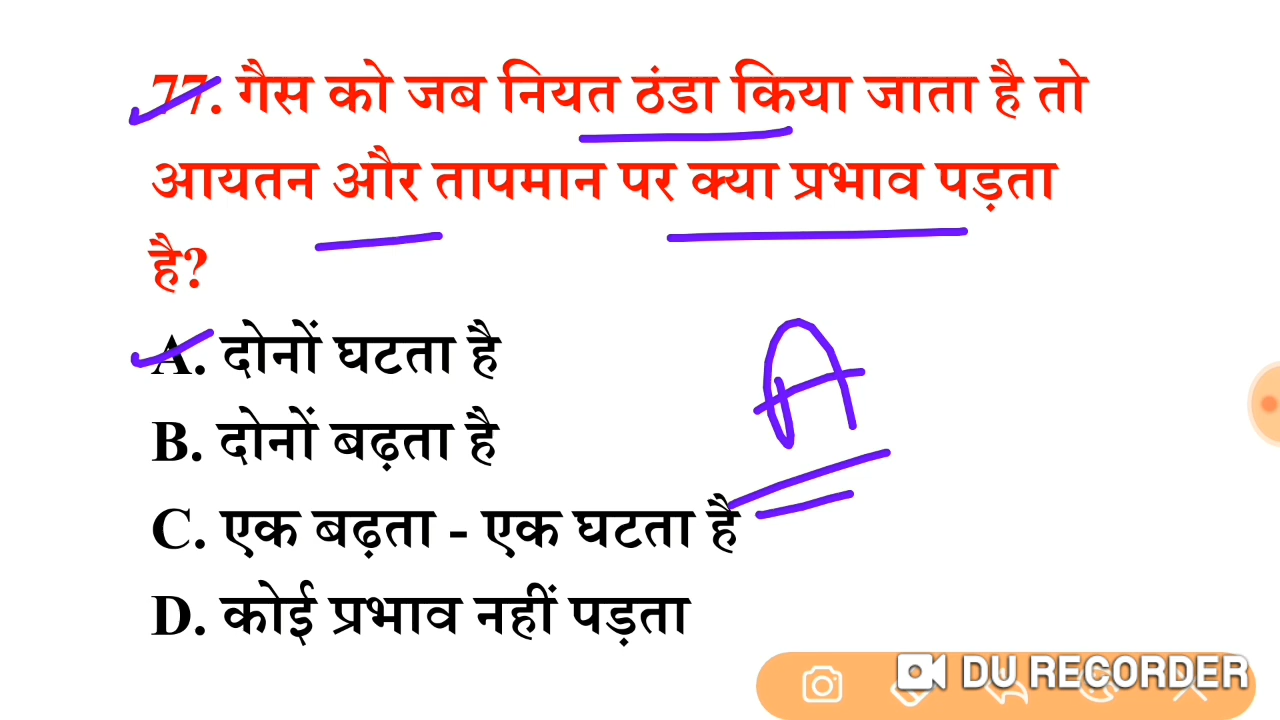 77. गैस को जब नियत ठंडा किया जाता है तो
आयतन और तापमान पर क्या प्रभाव पड़ता
है?
A. दोनों घटता है
B. दोनों बढ़ता है
C. एक बढ़ता - एक घटता है
D. कोई प्रभाव नहीं पड़ता
A
DU RECORDER